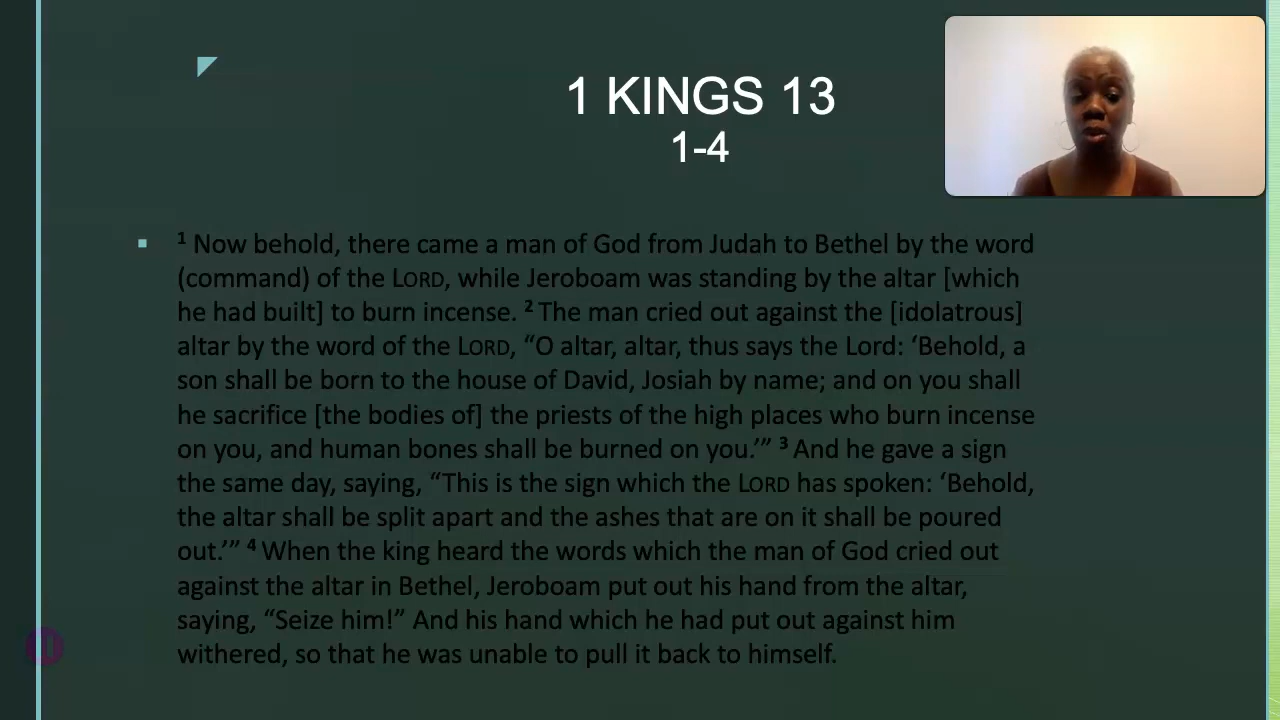 1 KINGS 13
1-4
1 Now behold, there came a man of God from Judah to Bethel by the word
(command) of the LORD, while Jeroboam was standing by the altar [which
he had built] to burn incense. 2 The man cried out against the [idolatrous]
altar by the word of the LORD, “O altar, altar, thus says the Lord: ‘Behold, a
son shall be born to the house of David, Josiah by name; and on you shall
he sacrifice [the bodies of] the priests of the high places who burn incense
on you, and human bones shall be burned on you.’” 3 And he gave a sign
the same day, saying, “This is the sign which the LORD has spoken: ‘Behold,
the altar shall be split apart and the ashes that are on it shall be poured
out.’” 4 When the king heard the words which the man of God cried out
against the altar in Bethel, Jeroboam put out his hand from the altar,
saying, “Seize him!” And his hand which he had put out against him
withered, so that he was unable to pull it back to himself.